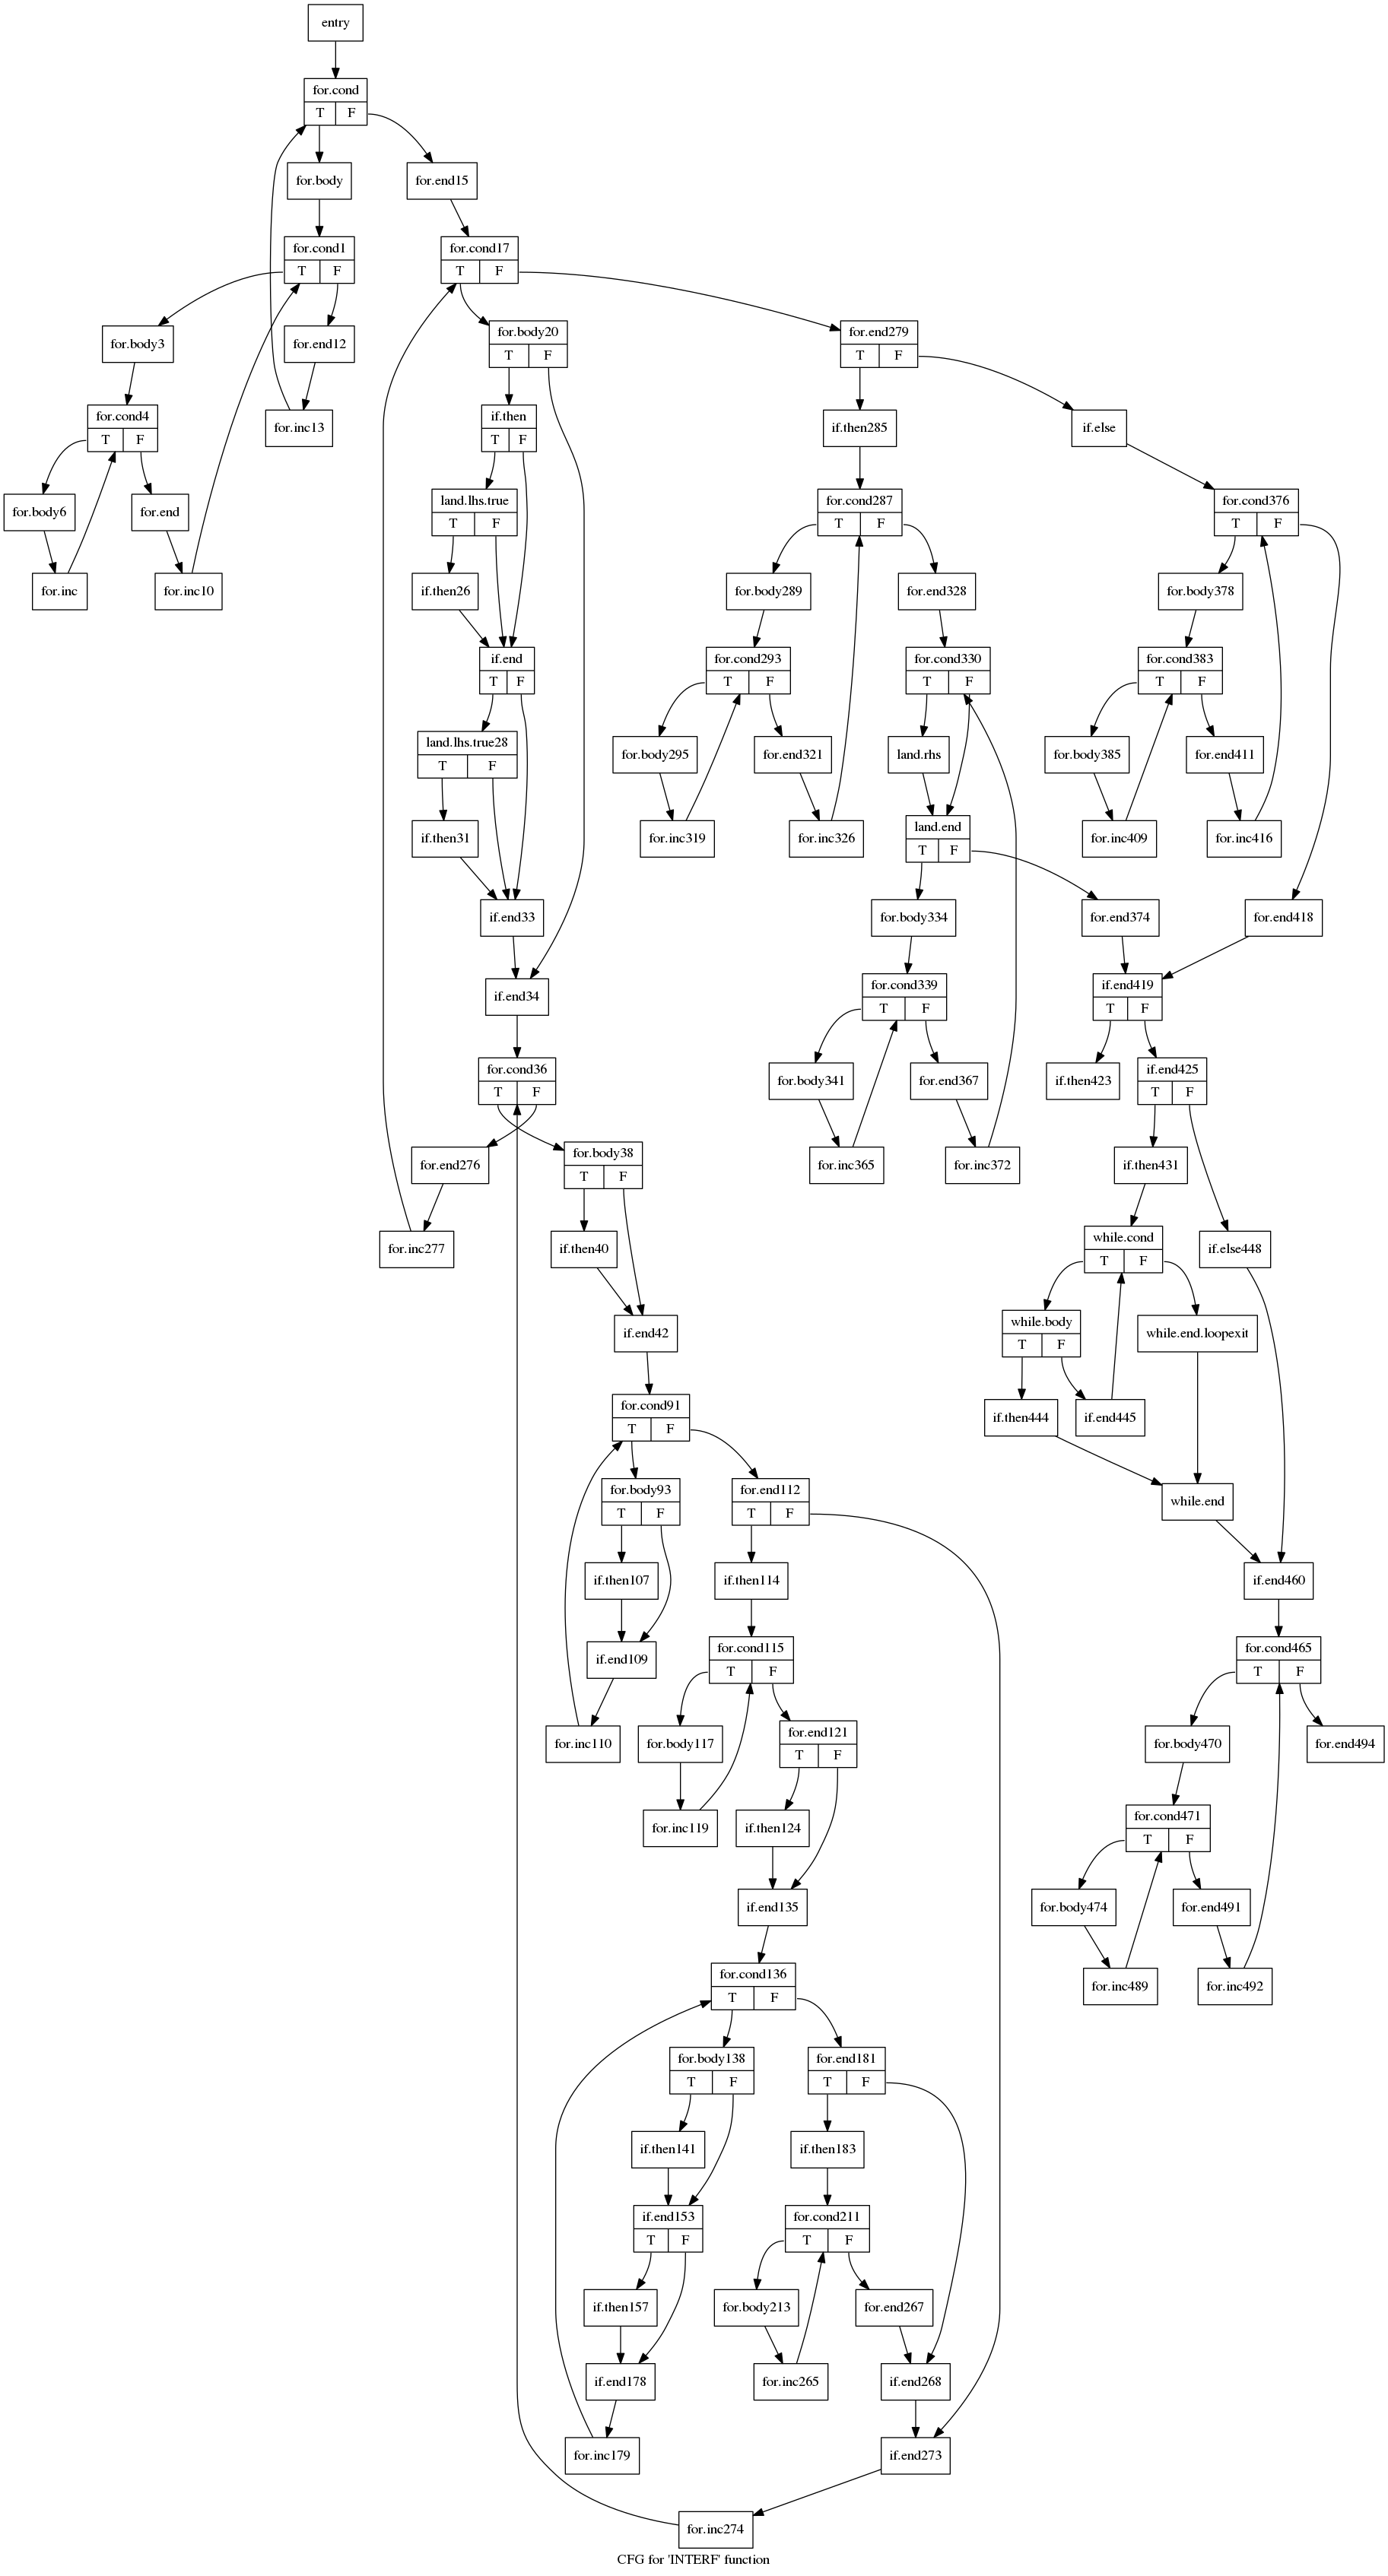 entry
for.cond
T F
for.body
for.end15
for.cond1
T F
for.cond17
T F
for.body3
for.end12
for.body20
T F
for.end279
T F
for.cond4
T F
for.inc13
if.then
T F
if.then285
if.else
for.body6
for.end
land.lhs.true
T F
for.cond287
T F
for.cond376
T F
for.inc
for.inc10
if.then26
for.body289
for.end328
for.body378
if.end
T F
for.cond293
T F
for.cond330
T F
for.cond383
T F
land.lhs.true28
T F
for.body295
for.end321
land.rhs
for.body385
for.end411
if.then31
for.inc319
for.inc326
land.end
T F
for.inc409
for.inc416
if.end33
for.body334
for.end374
for.end418
if.end34
for.cond339
T F
if.end419
T F
for.cond36
T F
for.body341
for.end367
if.then423
if.end425
T F
for.end276
for.body38
T F
for.inc365
for.inc372
if.then431
for.inc277
if.then40
while.cond
T F
if.else448
if.end42
while.body
T F
while.end.loopexit
for.cond91
T F
if.then444
if.end445
for.body93
T F
for.end112
T F
while.end
if.then107
if.then114
if.end460
if.end109
for.cond115
T F
for.cond465
T F
for.inc110
for.body117
for.end121
T F
for.body470
for.end494
for.inc119
if.then124
for.cond471
T F
if.end135
for.body474
for.end491
for.cond136
T F
for.inc489
for.inc492
for.body138
T F
for.end181
T F
if.then141
if.then183
if.end153
T F
for.cond211
T F
if.then157
for.body213
for.end267
if.end178
for.inc265
if.end268
for.inc179
if.end273
for.inc274
CFG for 'INTERF' function